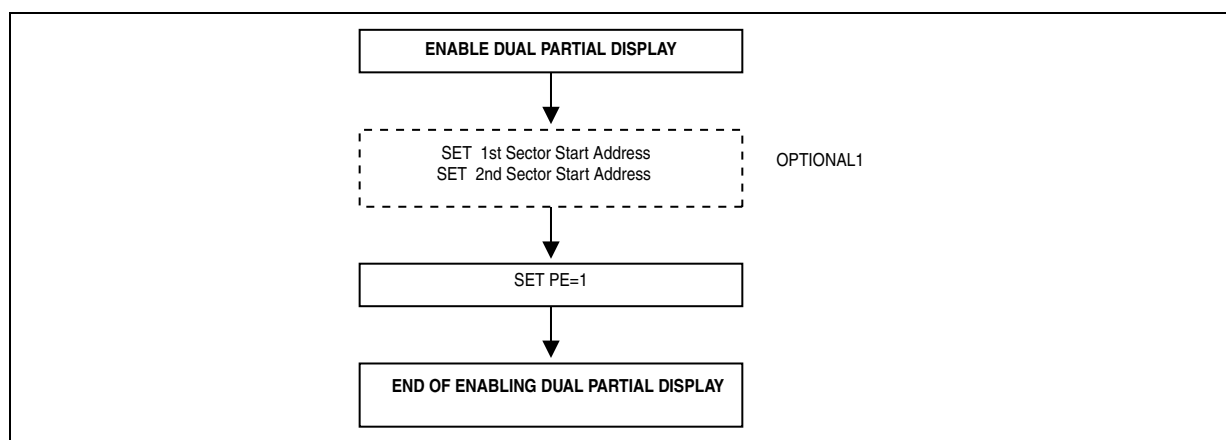 ENABLE DUAL PARTIAL DISPLAY
SET 1st Sector Start Address
SET 2nd Sector Start Address
OPTIONAL1
SET PE=1
END OF ENABLING DUAL PARTIAL DISPLAY